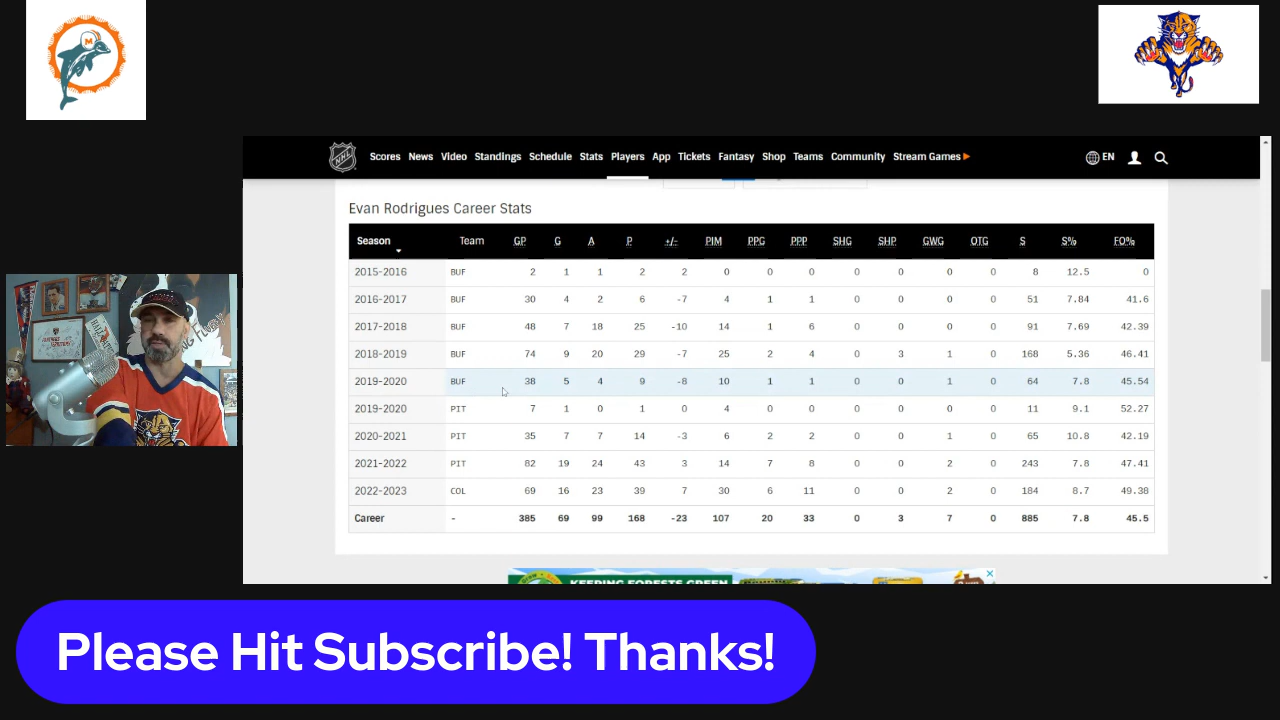 M
NHL Scores News Video Standings Schedule Stats Players App Tickets Fantasy Shop Teams Community Stream Games EN
Evan Rodrigues Career Stats
Season Team GP G A P +/- PIM PPG PPP SHG SHP GWG OTG S S% FO%
2015-2016 BUF 2 1 1 2 2 0 0 0 0 0 0 0 8 12.5 0
2016-2017 BUF 30 4 2 6 -7 4 1 1 0 0 0 0 51 7.84 41.6
2017-2018 BUF 48 7 18 25 -10 14 1 6 0 0 0 0 91 7.69 42.39
2018-2019 BUF 74 9 20 29 -7 25 2 4 0 3 1 0 168 5.36 46.41
2019-2020 BUF 38 5 4 9 -8 10 1 1 0 0 1 0 64 7.8 45.54
2019-2020 PIT 7 1 0 1 0 4 0 0 0 0 0 0 11 9.1 52.27
2020-2021 PIT 35 7 7 14 -3 6 2 2 0 0 1 0 65 10.8 42.19
2021-2022 PIT 82 19 24 43 3 14 7 8 0 0 2 0 243 7.8 47.41
2022-2023 COL 69 16 23 39 7 30 6 11 0 0 2 0 184 8.7 49.38
Career - 385 69 99 168 -23 107 20 33 0 3 7 0 885 7.8 45.5
KEEPING FORESTS GREEN
Please Hit Subscribe! Thanks!